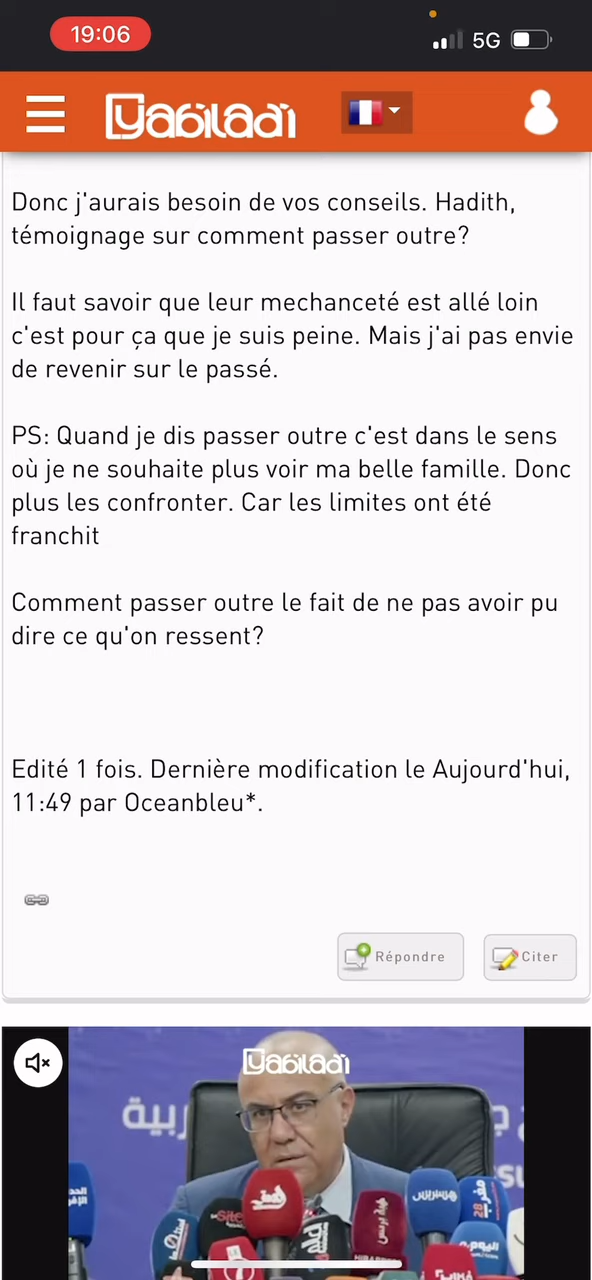 19:06
5G
Yabiladi
Donc j'aurais besoin de vos conseils. Hadith,
témoignage sur comment passer outre?
Il faut savoir que leur mechanceté est allé loin
c'est pour ça que je suis peine. Mais j'ai pas envie
de revenir sur le passé.
PS: Quand je dis passer outre c'est dans le sens
où je ne souhaite plus voir ma belle famille. Donc
plus les confronter. Car les limites ont été
franchit
Comment passer outre le fait de ne pas avoir pu
dire ce qu'on ressent?
Edité 1 fois. Dernière modification le Aujourd'hui,
11:49 par Oceanbleu*.
Répondre
Citer
Yabiladi
هسبريس
اليوم